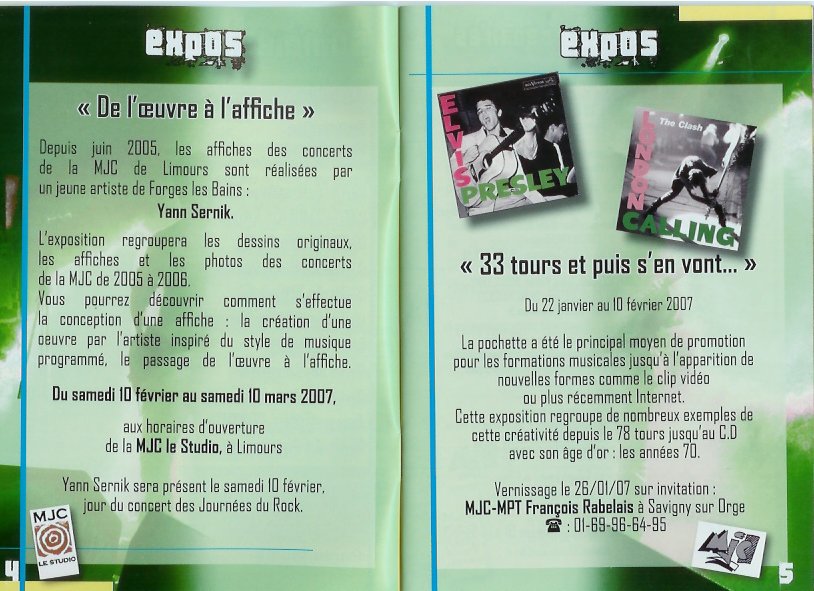 expos
« De l'œuvre à l'affiche »
Depuis juin 2005, les affiches des concerts
de la MJC de Limours sont réalisées par
un jeune artiste de Forges les Bains :
Yann Sernik.
L'exposition regroupera les dessins originaux,
les affiches et les photos des concerts
de la MJC de 2005 à 2006.
Vous pourrez découvrir comment s'effectue
la conception d'une affiche : la création d'une
oeuvre par l'artiste inspiré du style de musique
programmé, le passage de l'œuvre à l'affiche.
Du samedi 10 février au samedi 10 mars 2007,
aux horaires d'ouverture
de la MJC le Studio, à Limours
Yann Sernik sera présent le samedi 10 février,
jour du concert des Journées du Rock.
MJC
LE STUDIO
4
expos
ELVIS
PRESLEY
The Clash
LONDON
CALLING
« 33 tours et puis s'en vont... »
Du 22 janvier au 10 février 2007
La pochette a été le principal moyen de promotion
pour les formations musicales jusqu'à l'apparition de
nouvelles formes comme le clip vidéo
ou plus récemment Internet.
Cette exposition regroupe de nombreux exemples de
cette créativité depuis le 78 tours jusqu'au C.D
avec son âge d'or : les années 70.
Vernissage le 26/01/07 sur invitation :
MJC-MPT François Rabelais à Savigny sur Orge
☎ : 01-69-96-64-95
MJC
5